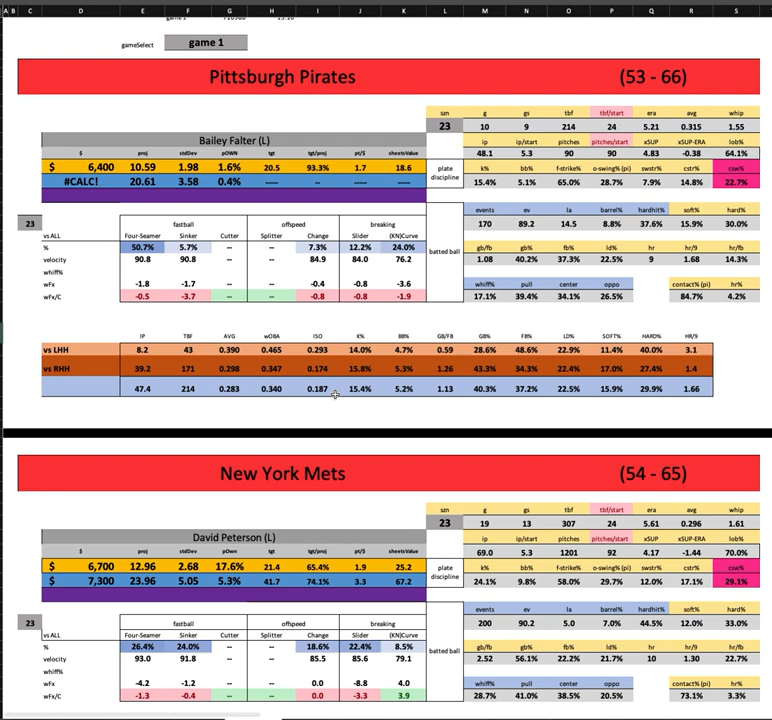 A B C D E F G H I J K L M N O P Q R S
gameSelect game 1
Pittsburgh Pirates (53 - 66)
szn g gs tbf tbf/start era avg whip
23 10 9 214 24 5.21 0.315 1.55
Bailey Falter (L)
ip ip/start pitches pitches/start xSUP xSUP-ERA lob%
48.1 5.3 90 90 4.83 -0.38 64.1%
$ proj stdDev pOWN tgt tgt/proj pt/$ sheetsValue
$ 6,400 10.59 1.98 1.6% 20.5 93.3% 1.7 18.6
#CALC! 20.61 3.58 0.4% ----- -- ----- -----
plate discipline
k% bb% f-strike% o-swing% (pi) swstr% cstr% csw%
15.4% 5.1% 65.0% 28.7% 7.9% 14.8% 22.7%
events ev la barrel% hardhit% soft% hard%
170 89.2 14.5 8.8% 37.6% 15.9% 30.0%
23 fastball offspeed breaking
vs ALL Four-Seamer Sinker Cutter Splitter Change Slider (KN)Curve
% 50.7% 5.7% -- -- 7.3% 12.2% 24.0%
velocity 90.8 90.8 -- -- 84.9 84.0 76.2
whiff%
wFx -1.8 -1.7 -0.4 -0.8 -3.6
wFx/C -0.5 -3.7 -- -- -0.8 -0.8 -1.9
batted ball
gb/fb gb% fb% ld% hr hr/9 hr/fb
1.08 40.2% 37.3% 22.5% 9 1.68 14.3%
whiff% pull center oppo contact% (pi) hr%
17.1% 39.4% 34.1% 26.5% 84.7% 4.2%
IP TBF AVG wOBA ISO K% BB% GB/FB GB% FB% LD% SOFT% HARD% HR/9
vs LHH 8.2 43 0.390 0.465 0.293 14.0% 4.7% 0.59 28.6% 48.6% 22.9% 11.4% 40.0% 3.1
vs RHH 39.2 171 0.298 0.347 0.174 15.8% 5.3% 1.26 43.3% 34.3% 22.4% 17.0% 27.4% 1.4
47.4 214 0.283 0.340 0.187 15.4% 5.2% 1.13 40.3% 37.2% 22.5% 15.9% 29.9% 1.66
New York Mets (54 - 65)
szn g gs tbf tbf/start era avg whip
23 19 13 307 24 5.61 0.296 1.61
David Peterson (L)
ip ip/start pitches pitches/start xSUP xSUP-ERA lob%
69.0 5.3 1201 92 4.17 -1.44 70.0%
$ proj stdDev pOwn tgt tgt/proj pt/$ sheetsValue
$ 6,700 12.96 2.68 17.6% 21.4 65.4% 1.9 25.2
$ 7,300 23.96 5.05 5.3% 41.7 74.1% 3.3 67.2
plate discipline
k% bb% f-strike% o-swing% (pi) swstr% cstr% csw%
24.1% 9.8% 58.0% 29.7% 12.0% 17.1% 29.1%
events ev la barrel% hardhit% soft% hard%
200 90.2 5.0 7.0% 44.5% 12.0% 33.0%
23 fastball offspeed breaking
vs ALL Four-Seamer Sinker Cutter Splitter Change Slider (KN)Curve
% 26.4% 24.0% -- -- 18.6% 22.4% 8.5%
velocity 93.0 91.8 -- -- 85.5 85.6 79.1
whiff%
wFx -4.2 -1.2 0.0 -8.8 4.0
wFx/C -1.3 -0.4 -- -- 0.0 -3.3 3.9
batted ball
gb/fb gb% fb% ld% hr hr/9 hr/fb
2.52 56.1% 22.2% 21.7% 10 1.30 22.7%
whiff% pull center oppo contact% (pi) hr%
28.7% 41.0% 38.5% 20.5% 73.1% 3.3%